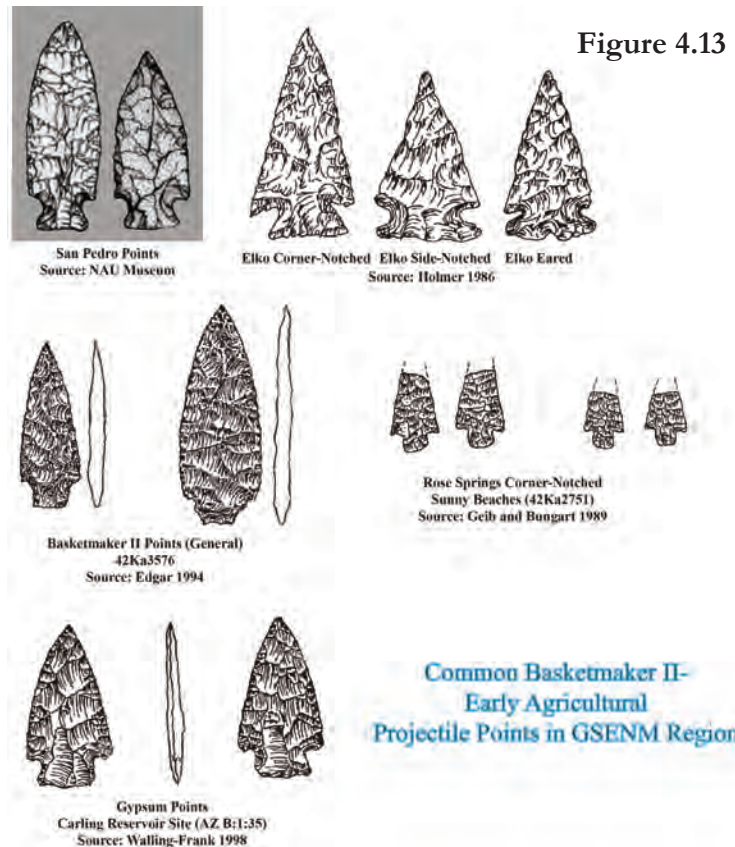 Figure 4.13
San Pedro Points
Source: NAU Museum
Elko Corner-Notched Elko Side-Notched Elko Eared
Source: Holmer 1986
Basketmaker II Points (General)
42Ka3576
Source: Edgar 1994
Rose Springs Corner-Notched
Sunny Beaches (42Ka2751)
Source: Geib and Bungart 1989
Gypsum Points
Carling Reservoir Site (AZ B:1:35)
Source: Walling-Frank 1998
Common Basketmaker II-
Early Agricultural
Projectile Points in GSENM Region